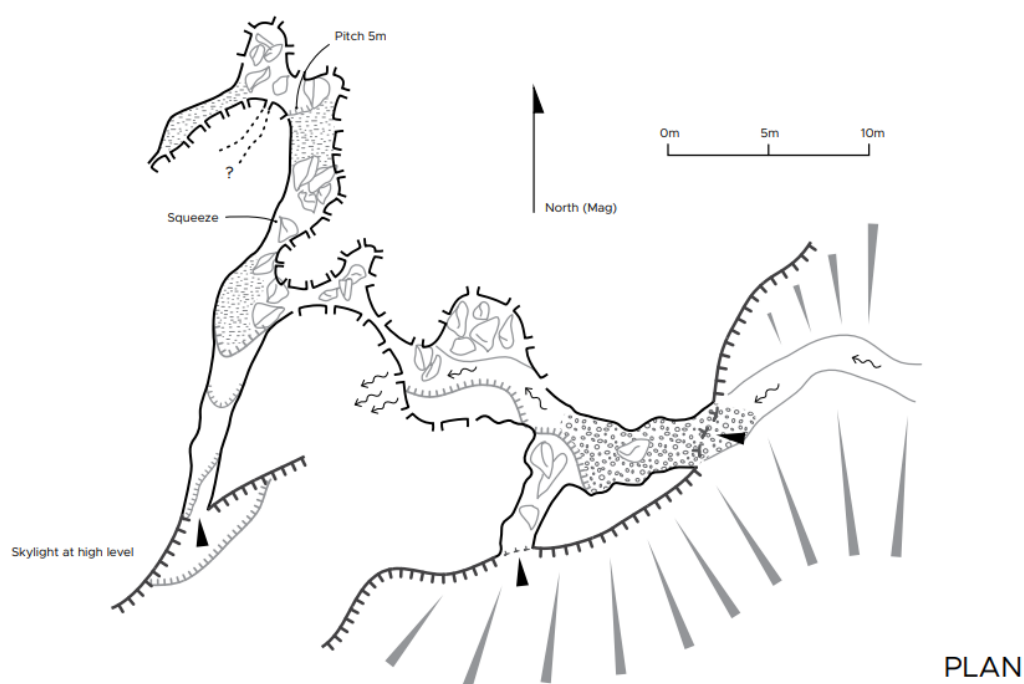 Pitch 5m
0m 5m 10m
?
Squeeze
North (Mag)
Skylight at high level
PLAN